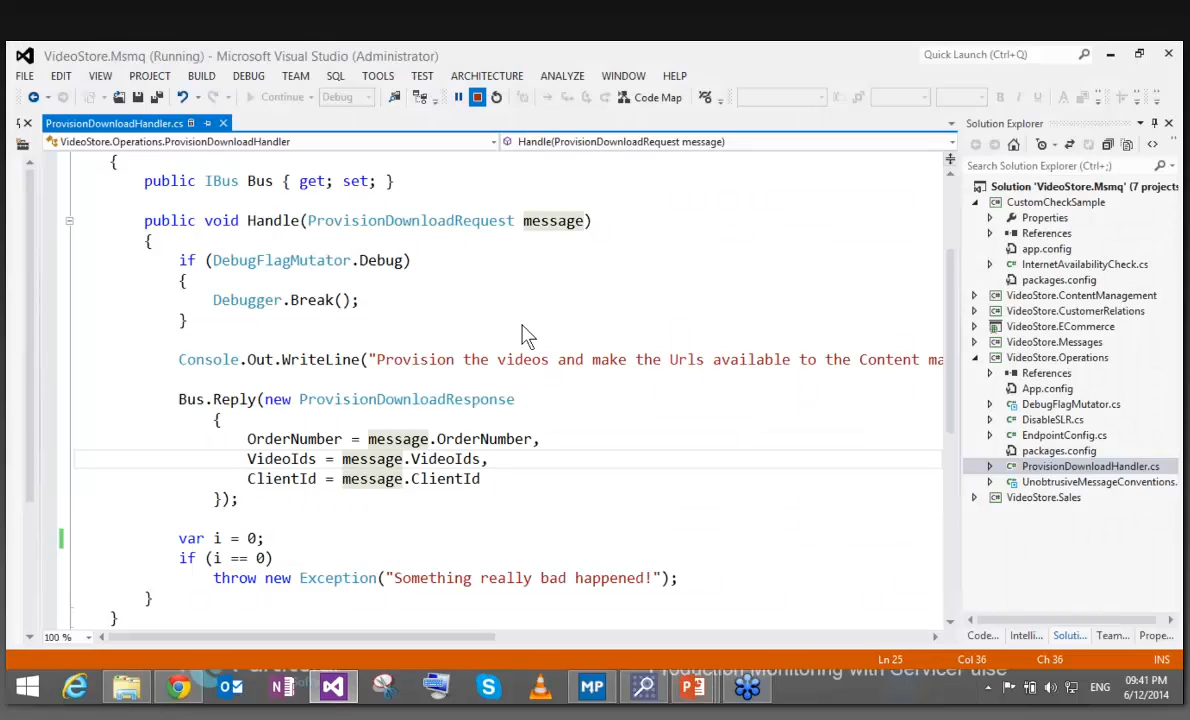 VideoStore.Msmq (Running) - Microsoft Visual Studio (Administrator)
Quick Launch (Ctrl+Q)
FILE EDIT VIEW PROJECT BUILD DEBUG TEAM SQL TOOLS TEST ARCHITECTURE ANALYZE WINDOW HELP
Continue Debug Code Map
ProvisionDownloadHandler.cs
VideoStore.Operations.ProvisionDownloadHandler
Handle(ProvisionDownloadRequest message)
{
public IBus Bus { get; set; }
public void Handle(ProvisionDownloadRequest message)
{
if (DebugFlagMutator.Debug)
{
Debugger.Break();
}
Console.Out.WriteLine("Provision the videos and make the Urls available to the Content ma
Bus.Reply(new ProvisionDownloadResponse
{
OrderNumber = message.OrderNumber,
VideoIds = message.VideoIds,
ClientId = message.ClientId
});
var i = 0;
if (i == 0)
throw new Exception("Something really bad happened!");
}
}
100 %
Solution Explorer
Search Solution Explorer (Ctrl+;)
Solution 'VideoStore.Msmq' (7 projects
CustomCheckSample
Properties
References
app.config
InternetAvailabilityCheck.cs
packages.config
VideoStore.ContentManagement
VideoStore.CustomerRelations
VideoStore.ECommerce
VideoStore.Messages
VideoStore.Operations
References
App.config
DebugFlagMutator.cs
DisableSLR.cs
EndpointConfig.cs
packages.config
ProvisionDownloadHandler.cs
UnobtrusiveMessageConventions.
VideoStore.Sales
Code... Intelli... Soluti... Team... Prope...
Ln 25 Col 36 Ch 36 INS
Production Monitoring with ServicePulse
MP
ENG
09:41 PM
6/12/2014